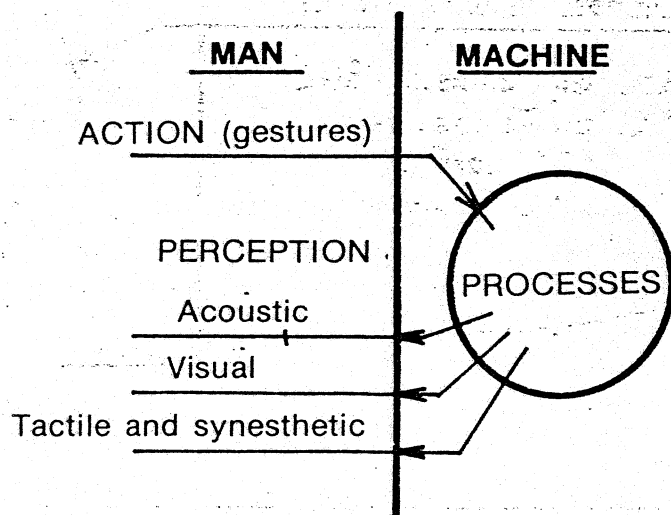 MAN
MACHINE
ACTION (gestures)
PERCEPTION
PROCESSES
Acoustic
Visual
Tactile and synesthetic